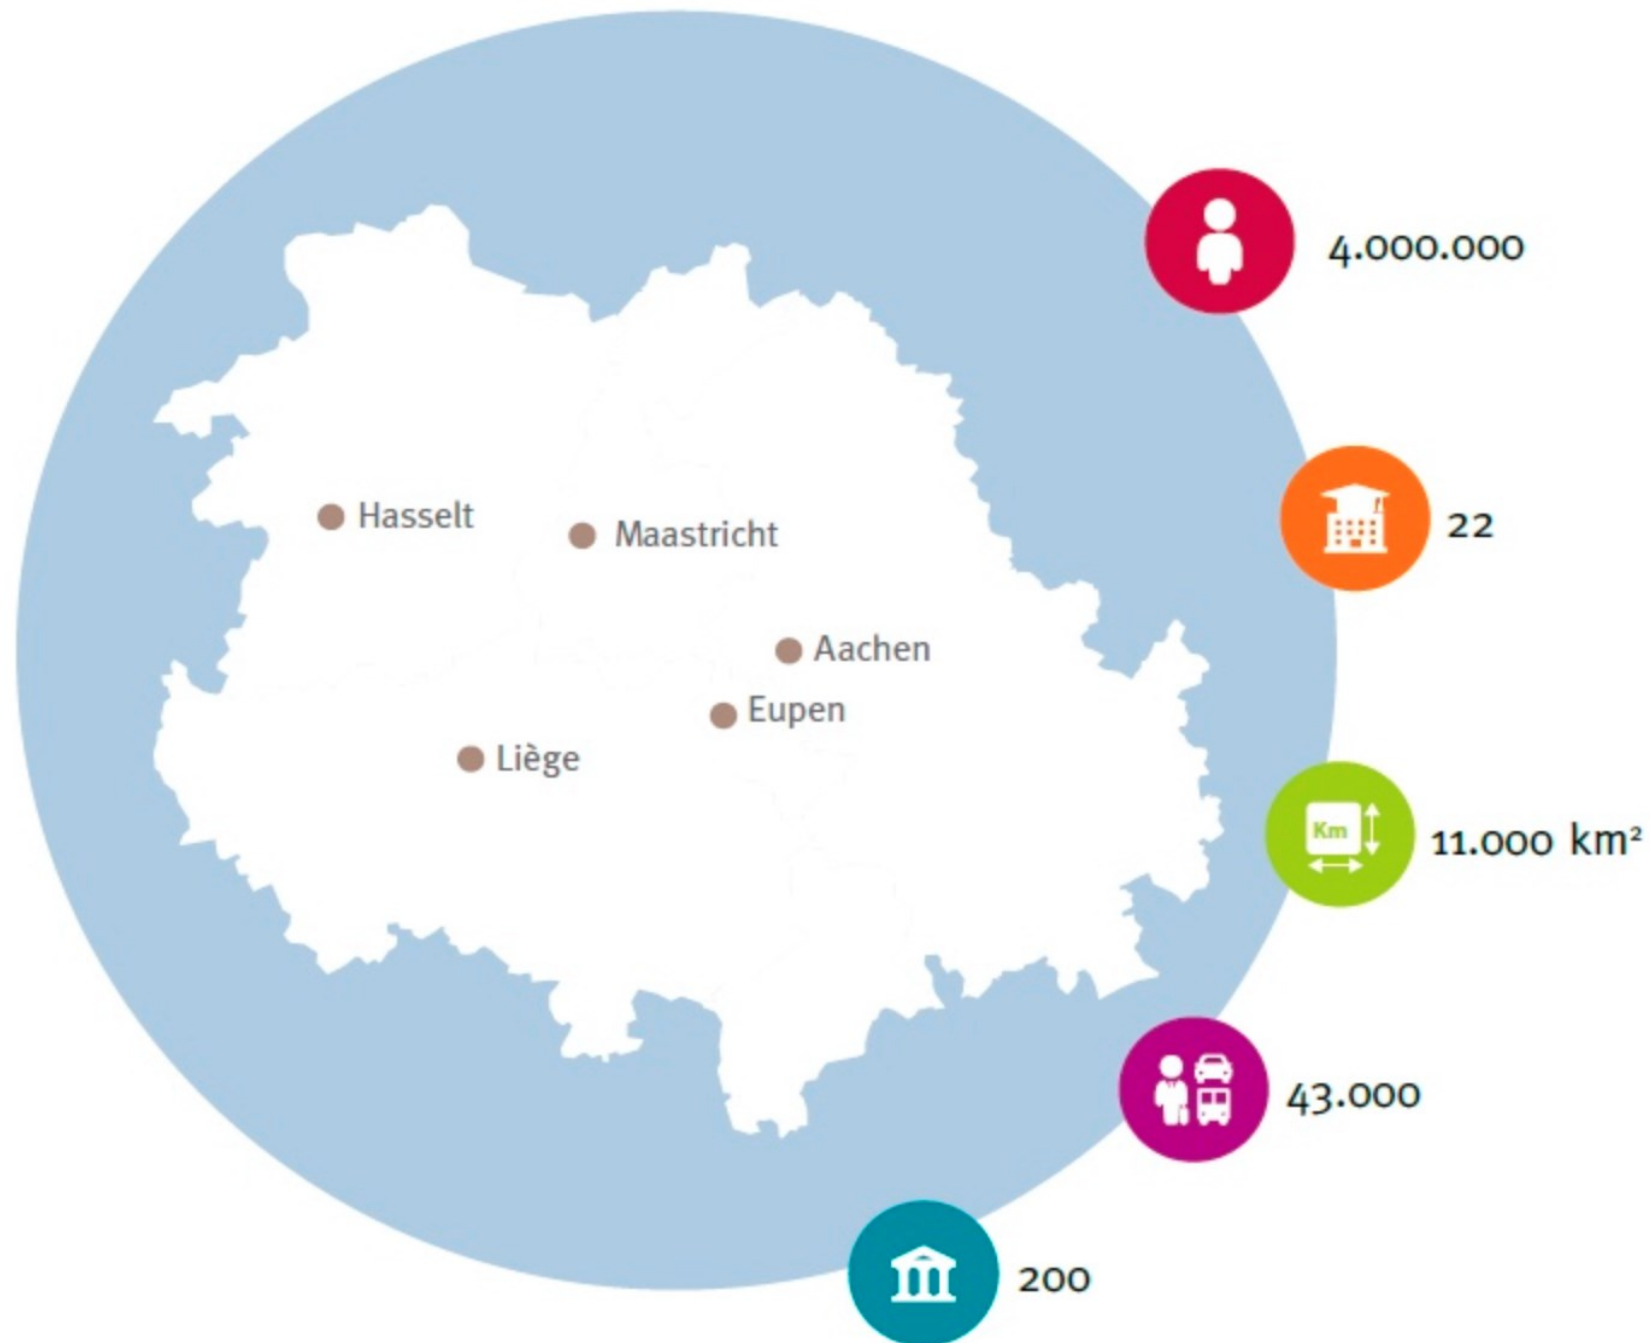 4.000.000
Hasselt
Maastricht
22
Aachen
Eupen
Liège
Km
11.000 km²
43.000
200